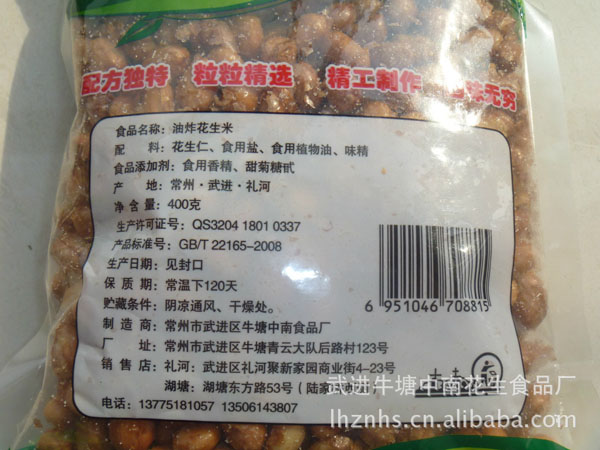 配方独特 粒粒精选 精工制作 无穷
食品名称: 油炸花生米
配 料: 花生仁、食用盐、食用植物油、味精
食品添加剂: 食用香精、甜菊糖甙
产 地: 常州·武进·礼河
净 含 量: 400克
生产许可证号: QS3204 1801 0337
产品标准号: GB/T 22165-2008
生产日期: 见封口
保 质 期: 常温下120天
贮藏条件: 阴凉通风、干燥处。
制 造 商: 常州市武进区牛塘中南食品厂
厂 址: 常州市武进区牛塘青云大队后路村123号
销 售 店: 礼河: 武进区礼河聚新家园商业街4-23号
湖塘: 湖塘东方路53号(陆家
电话: 13775181057 13506143807
6 951046 708815
武进牛塘中南花生食品厂
lhznhs.cn.alibaba.com